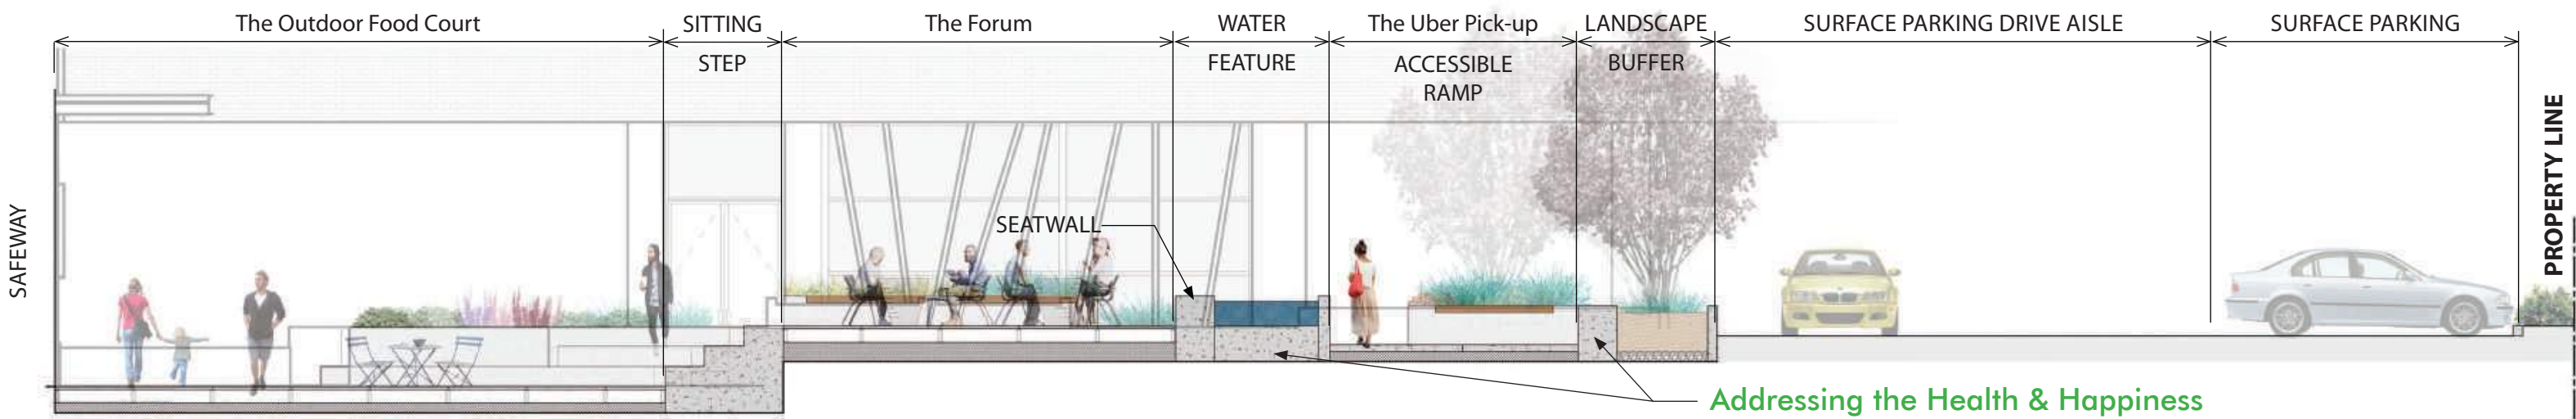 The Outdoor Food Court
SITTING
STEP
The Forum
WATER
FEATURE
The Uber Pick-up
ACCESSIBLE
RAMP
LANDSCAPE
BUFFER
SURFACE PARKING DRIVE AISLE
SURFACE PARKING
SAFEWAY
SEATWALL
PROPERTY LINE
Addressing the Health & Happiness